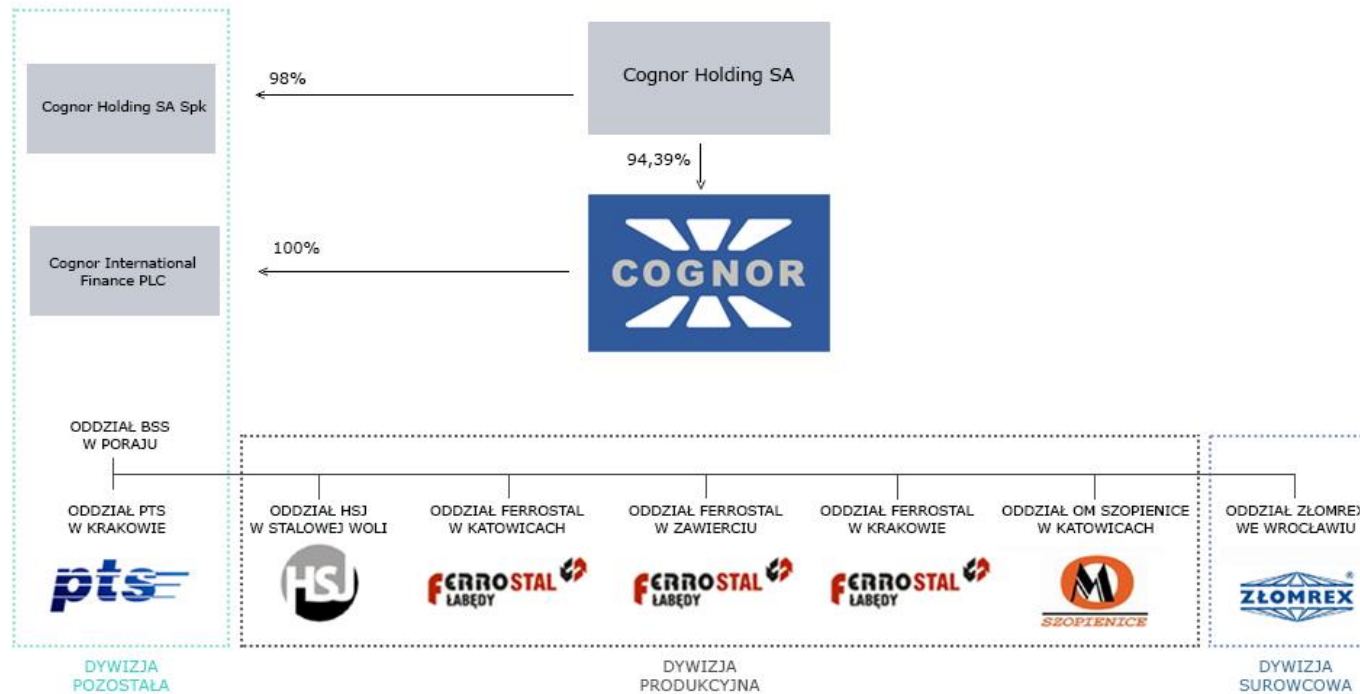 Cognor Holding SA
98%
Cognor Holding SA Spk
94,39%
COGNOR
100%
Cognor International
Finance PLC
ODDZIAŁ BSS
W PORAJU
ODDZIAŁ PTS
W KRAKOWIE
ODDZIAŁ HSJ
W STALOWEJ WOLI
ODDZIAŁ FERROSTAL
W KATOWICACH
ODDZIAŁ FERROSTAL
W ZAWIERCIU
ODDZIAŁ FERROSTAL
W KRAKOWIE
ODDZIAŁ OM SZOPIENICE
W KATOWICACH
ODDZIAŁ ZŁOMREX
WE WROCŁAWIU
pts
HSJ
FERROSTAL
ŁABĘDY
FERROSTAL
ŁABĘDY
FERROSTAL
ŁABĘDY
OM
SZOPIENICE
ZŁOMREX®
DYWIZJA
POZOSTAŁA
DYWIZJA
PRODUKCYJNA
DYWIZJA
SUROWCOWA